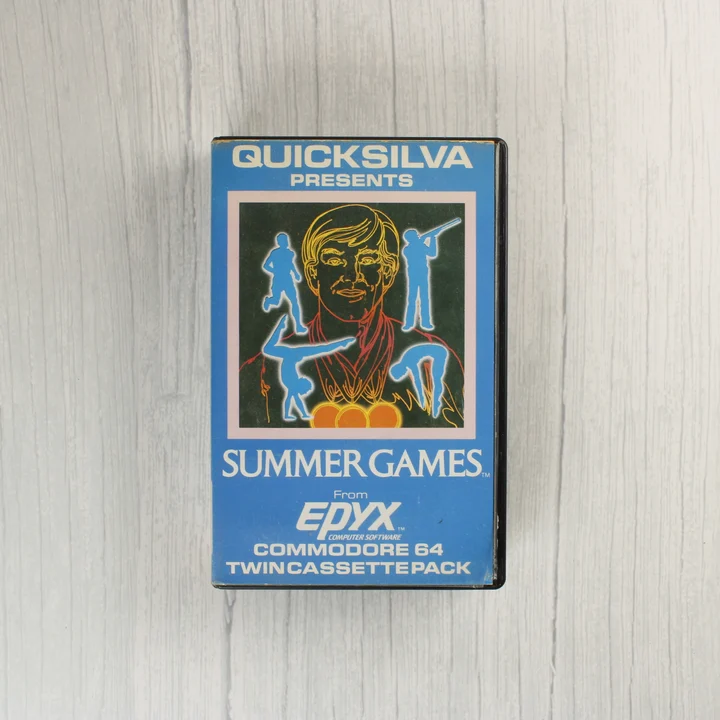 QUICKSILVA
PRESENTS
SUMMER GAMES™
From
EPYX™
COMPUTER SOFTWARE
COMMODORE 64
TWIN CASSETTE PACK